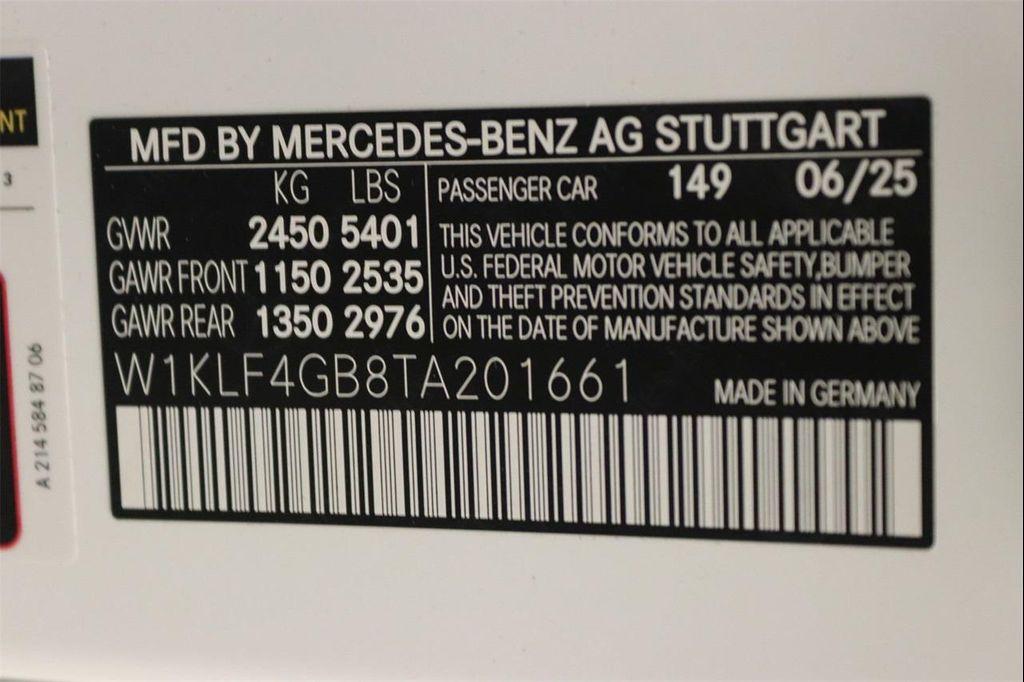 NT
3
A 214 584 87 06
MFD BY MERCEDES-BENZ AG STUTTGART
KG LBS
GVWR 2450 5401
GAWR FRONT 1150 2535
GAWR REAR 1350 2976
PASSENGER CAR 149 06/25
THIS VEHICLE CONFORMS TO ALL APPLICABLE
U.S. FEDERAL MOTOR VEHICLE SAFETY,BUMPER
AND THEFT PREVENTION STANDARDS IN EFFECT
ON THE DATE OF MANUFACTURE SHOWN ABOVE
W1KLF4GB8TA201661
MADE IN GERMANY